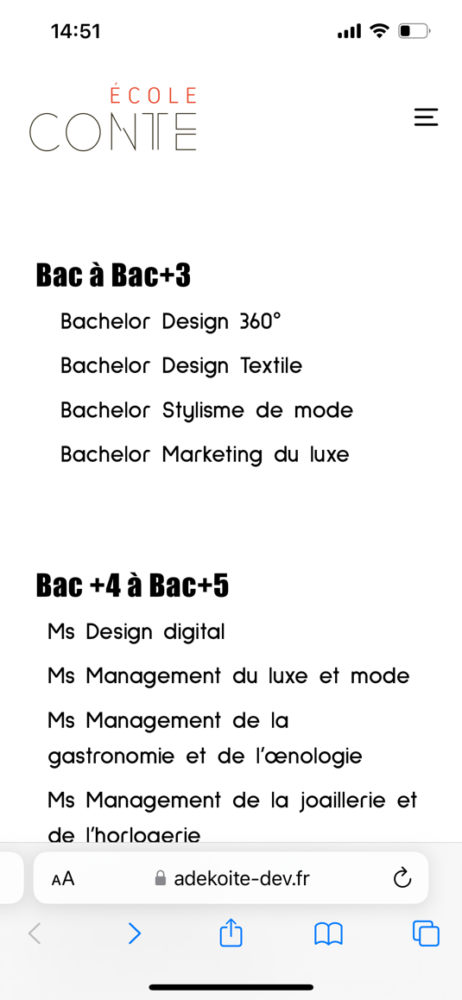 14:51
ÉCOLE
CONTE
Bac à Bac+3
Bachelor Design 360°
Bachelor Design Textile
Bachelor Stylisme de mode
Bachelor Marketing du luxe
Bac +4 à Bac+5
Ms Design digital
Ms Management du luxe et mode
Ms Management de la
gastronomie et de l'œnologie
Ms Management de la joaillerie et
de l'horlogerie
AA adekoite-dev.fr